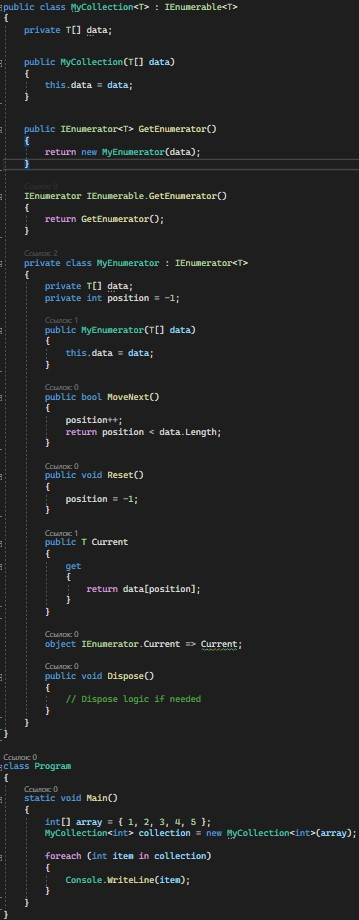 public class MyCollection<T> : IEnumerable<T>
{
private T[] data;
public MyCollection(T[] data)
{
this.data = data;
}
public IEnumerator<T> GetEnumerator()
{
return new MyEnumerator(data);
}
Ссылок: 0
IEnumerator IEnumerable.GetEnumerator()
{
return GetEnumerator();
}
Ссылок: 2
private class MyEnumerator : IEnumerator<T>
{
private T[] data;
private int position = -1;
Ссылок: 1
public MyEnumerator(T[] data)
{
this.data = data;
}
Ссылок: 0
public bool MoveNext()
{
position++;
return position < data.Length;
}
Ссылок: 0
public void Reset()
{
position = -1;
}
Ссылок: 1
public T Current
{
get
{
return data[position];
}
}
Ссылок: 0
object IEnumerator.Current => Current;
Ссылок: 0
public void Dispose()
{
// Dispose logic if needed
}
}
}
Ссылок: 0
class Program
{
Ссылок: 0
static void Main()
{
int[] array = { 1, 2, 3, 4, 5 };
MyCollection<int> collection = new MyCollection<int>(array);
foreach (int item in collection)
{
Console.WriteLine(item);
}
}
}